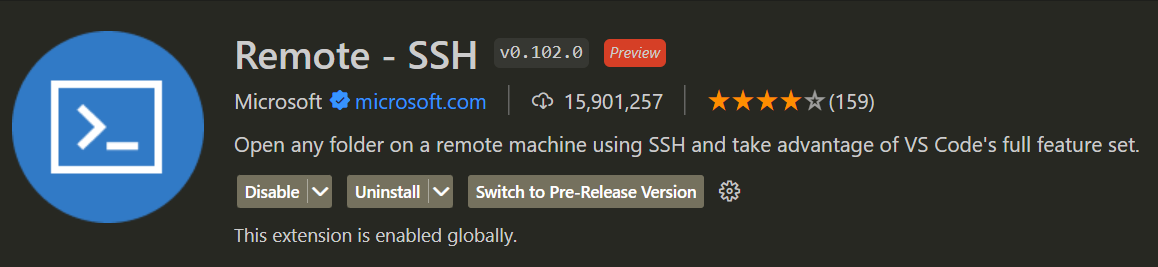 Remote - SSH v0.102.0 Preview
Microsoft microsoft.com 15,901,257 (159)
Open any folder on a remote machine using SSH and take advantage of VS Code's full feature set.
Disable Uninstall Switch to Pre-Release Version
This extension is enabled globally.